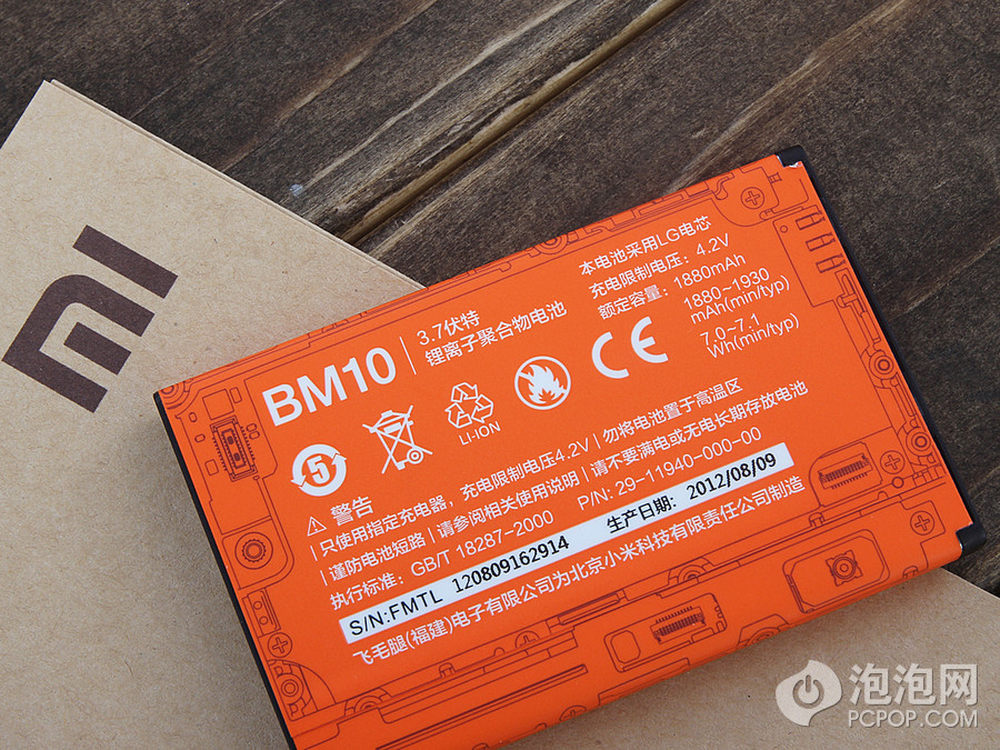 MI
BM10
3.7伏特
锂离子聚合物电池
本电池采用LG电芯
充电限制电压：4.2V
额定容量：1880mAh
1880~1930
mAh(min/typ)
7.0~7.1
Wh(min/typ)
5
LI-ION
CE
警告
只使用指定充电器，充电限制电压4.2V | 勿将电池置于高温区
谨防电池短路 | 请参阅相关使用说明 | 请不要满电或无电长期存放电池
执行标准: GB/T 18287-2000 P/N: 29-11940-000-00
S/N:FMTL 120809162914 生产日期: 2012/08/09
飞毛腿(福建)电子有限公司为北京小米科技有限责任公司制造
泡泡网
PCPOP.COM